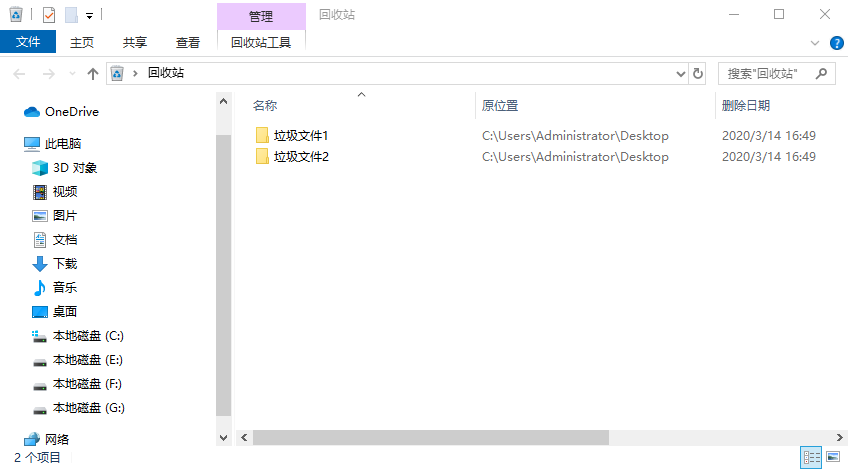 管理
回收站
文件
主页
共享
查看
回收站工具
?
回收站
搜索"回收站"
OneDrive
此电脑
3D 对象
视频
图片
文档
下载
音乐
桌面
本地磁盘 (C:)
本地磁盘 (E:)
本地磁盘 (F:)
本地磁盘 (G:)
网络
名称 原位置 删除日期
垃圾文件1 C:\Users\Administrator\Desktop 2020/3/14 16:49
垃圾文件2 C:\Users\Administrator\Desktop 2020/3/14 16:49
2 个项目